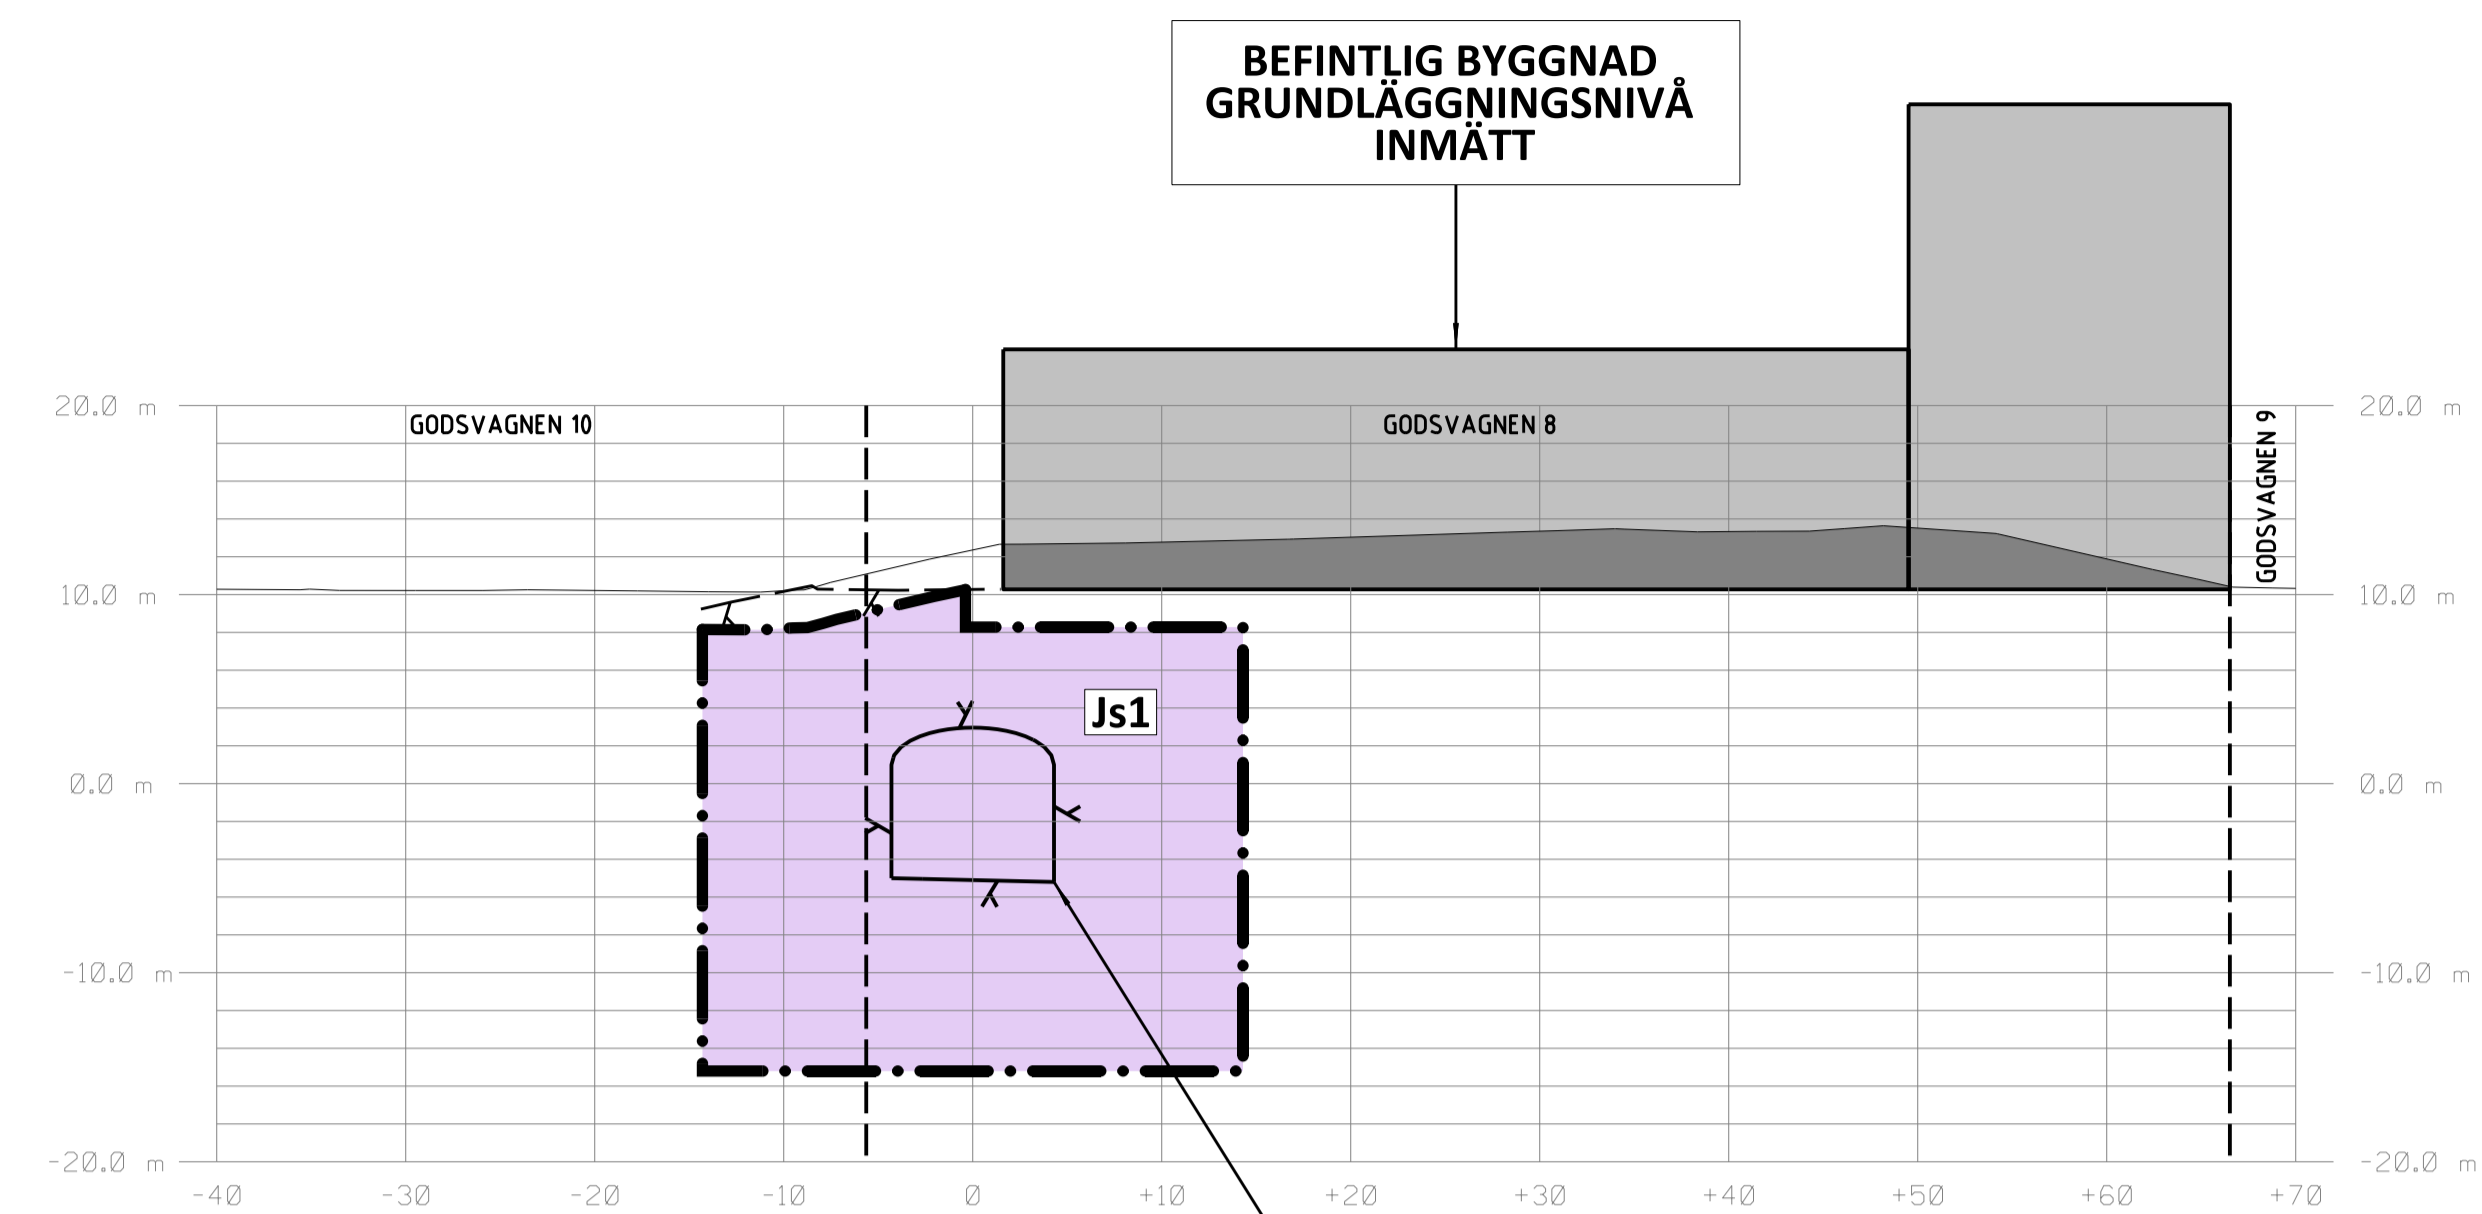 BEFINTLIG BYGGNAD
GRUNDLÄGGNINGSNIVÅ
INMÄTT
20.0 m
GODSVAGNEN 10
GODSVAGNEN 8
GODSVAGNEN 9
20.0 m
10.0 m
10.0 m
Js1
0.0 m
0.0 m
-10.0 m
-10.0 m
-20.0 m
-20.0 m
-40 -30 -20 -10 0 +10 +20 +30 +40 +50 +60 +70